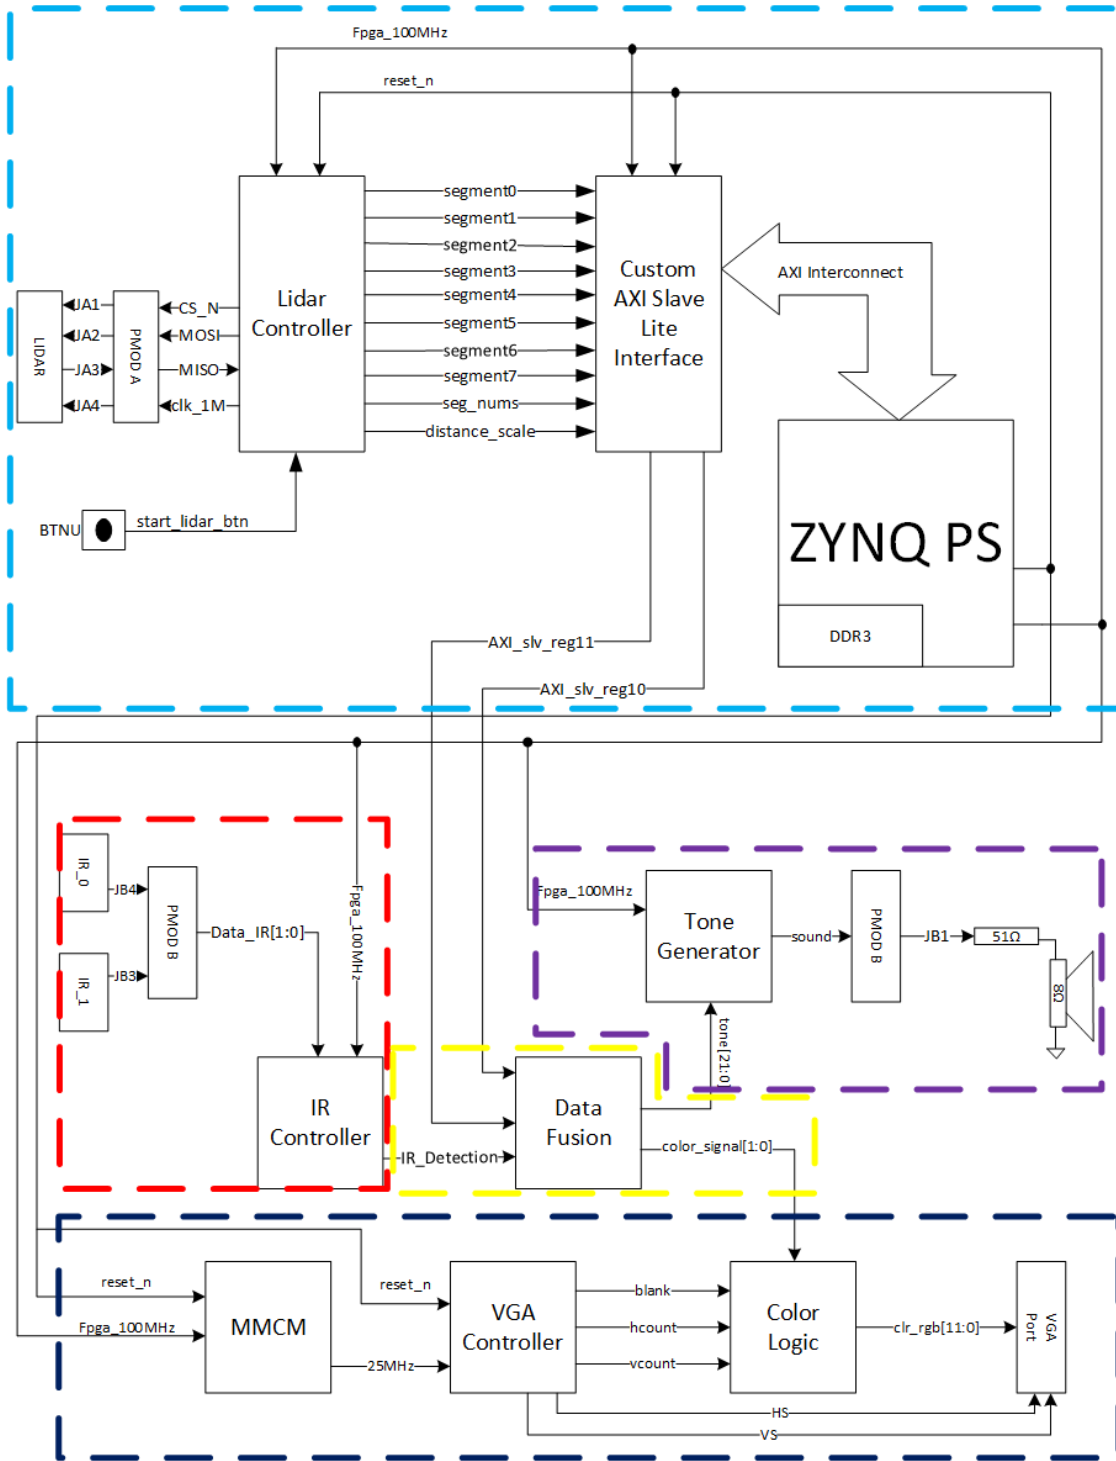 Fpga_100MHz
reset_n
segment0
segment1
segment2
segment3
segment4
segment5
segment6
segment7
seg_nums
distance_scale
Lidar
Controller
Custom
AXI Slave
Lite
Interface
AXI Interconnect
LIDAR
JA1
JA2
JA3
JA4
PMOD A
CS_N
MOSI
MISO
clk_1M
BTNU
start_lidar_btn
ZYNQ PS
DDR3
AXI_slv_reg11
AXI_slv_reg10
IR_0
JB4
IR_1
JB3
PMOD B
Data_IR[1:0]
Fpga_100MHz
IR
Controller
IR_Detection
Fpga_100MHz
Tone
Generator
sound
PMOD B
JB1
51Ω
8Ω
tone[21:0]
Data
Fusion
color_signal[1:0]
reset_n
Fpga_100MHz
MMCM
25MHz
reset_n
VGA
Controller
blank
hcount
vcount
Color
Logic
clr_rgb[11:0]
VGA
Port
HS
VS